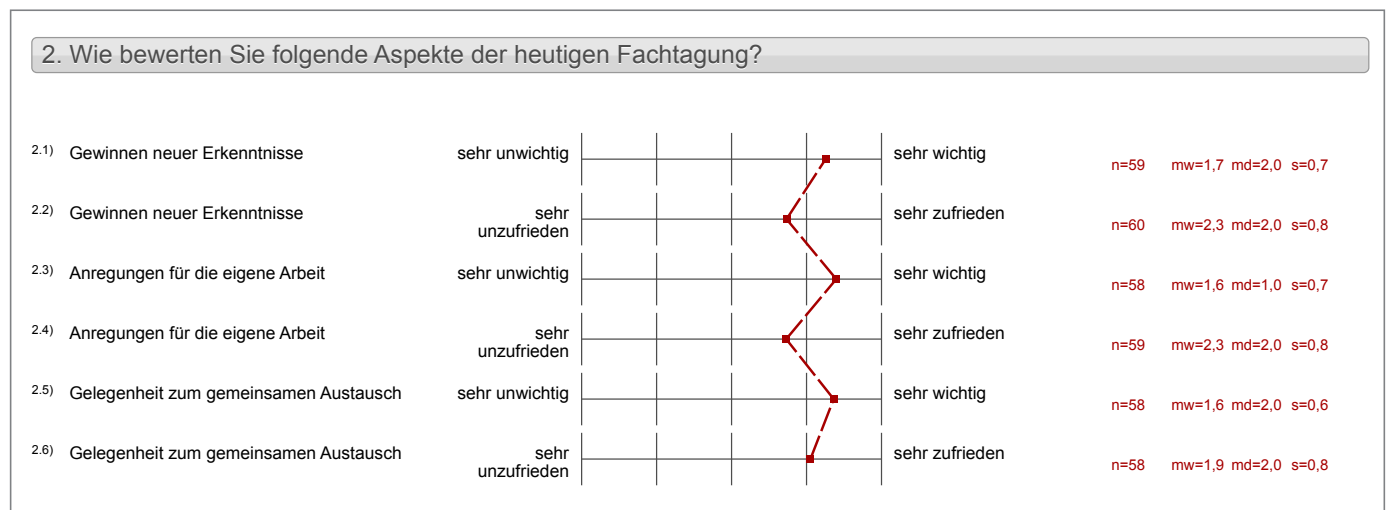 2. Wie bewerten Sie folgende Aspekte der heutigen Fachtagung?
2.1) Gewinnen neuer Erkenntnisse sehr unwichtig sehr wichtig n=59 mw=1,7 md=2,0 s=0,7
2.2) Gewinnen neuer Erkenntnisse sehr sehr zufrieden n=60 mw=2,3 md=2,0 s=0,8
unzufrieden
2.3) Anregungen für die eigene Arbeit sehr unwichtig sehr wichtig n=58 mw=1,6 md=1,0 s=0,7
2.4) Anregungen für die eigene Arbeit sehr sehr zufrieden n=59 mw=2,3 md=2,0 s=0,8
unzufrieden
2.5) Gelegenheit zum gemeinsamen Austausch sehr unwichtig sehr wichtig n=58 mw=1,6 md=2,0 s=0,6
2.6) Gelegenheit zum gemeinsamen Austausch sehr sehr zufrieden n=58 mw=1,9 md=2,0 s=0,8
unzufrieden